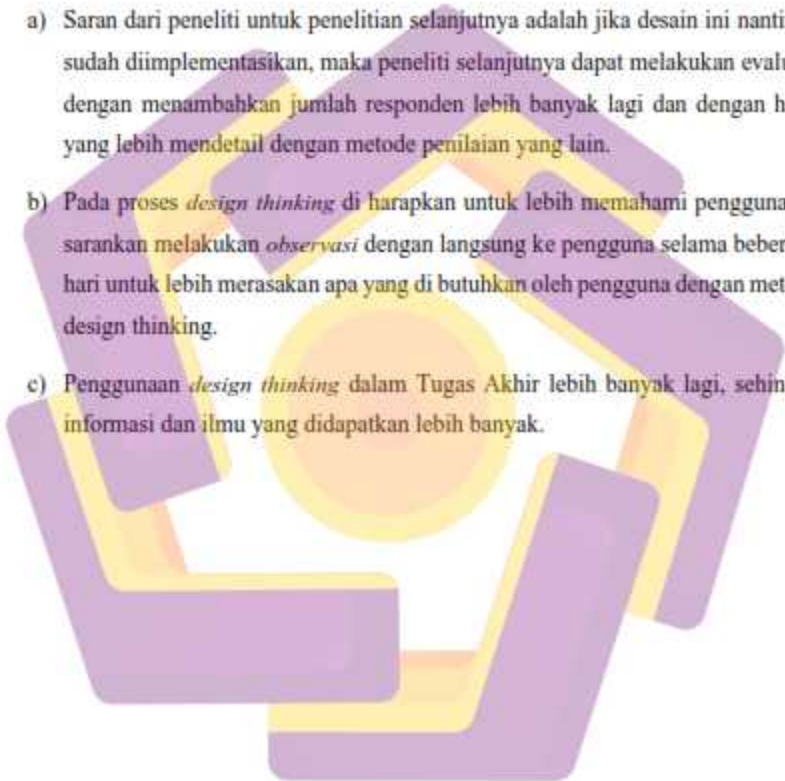 a) Saran dari peneliti untuk penelitian selanjutnya adalah jika desain ini nanti
sudah diimplementasikan, maka peneliti selanjutnya dapat melakukan evalu
dengan menambahkan jumlah responden lebih banyak lagi dan dengan h
yang lebih mendetail dengan metode penilaian yang lain.
b) Pada proses design thinking di harapkan untuk lebih memahami pengguna
sarankan melakukan observasi dengan langsung ke pengguna selama beber
hari untuk lebih merasakan apa yang di butuhkan oleh pengguna dengan met
design thinking.
c) Penggunaan design thinking dalam Tugas Akhir lebih banyak lagi, sehin
informasi dan ilmu yang didapatkan lebih banyak.